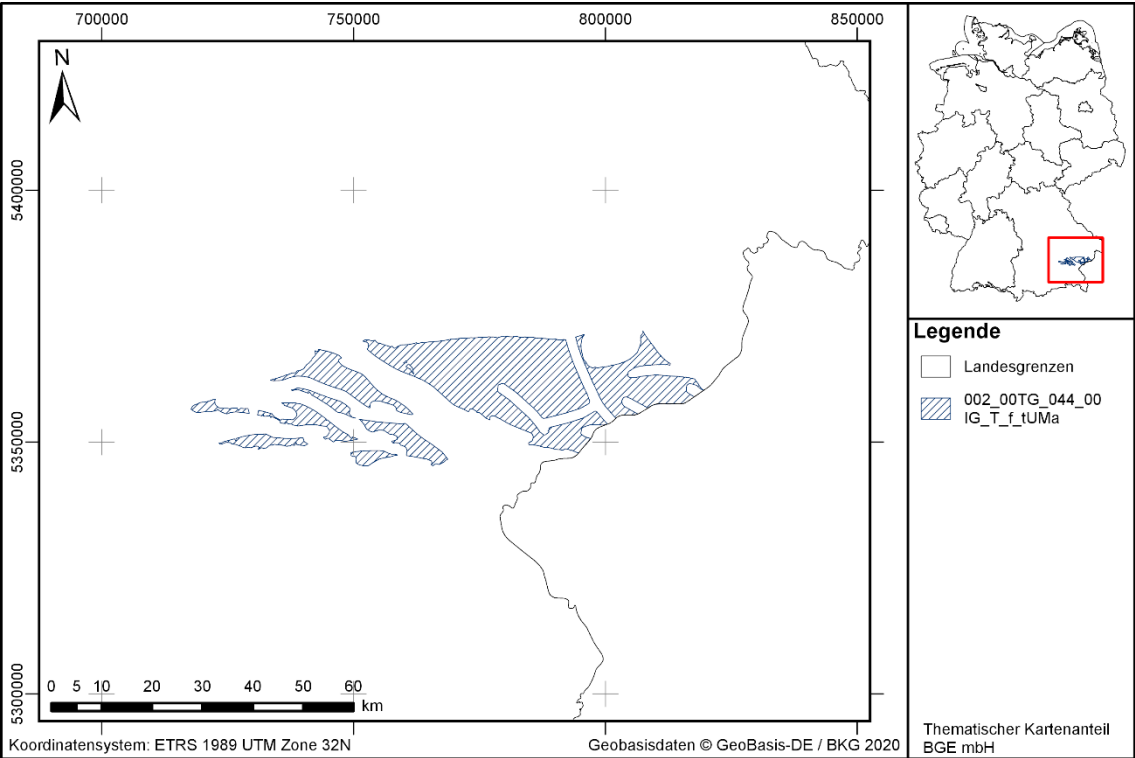 700000 750000 800000 850000
N
5400000
5350000
5300000
0 5 10 20 30 40 50 60
km
Koordinatensystem: ETRS 1989 UTM Zone 32N
Geobasisdaten © GeoBasis-DE / BKG 2020
Legende
Landesgrenzen
002_00TG_044_00
IG_T_f_tUMa
Thematischer Kartenanteil
BGE mbH